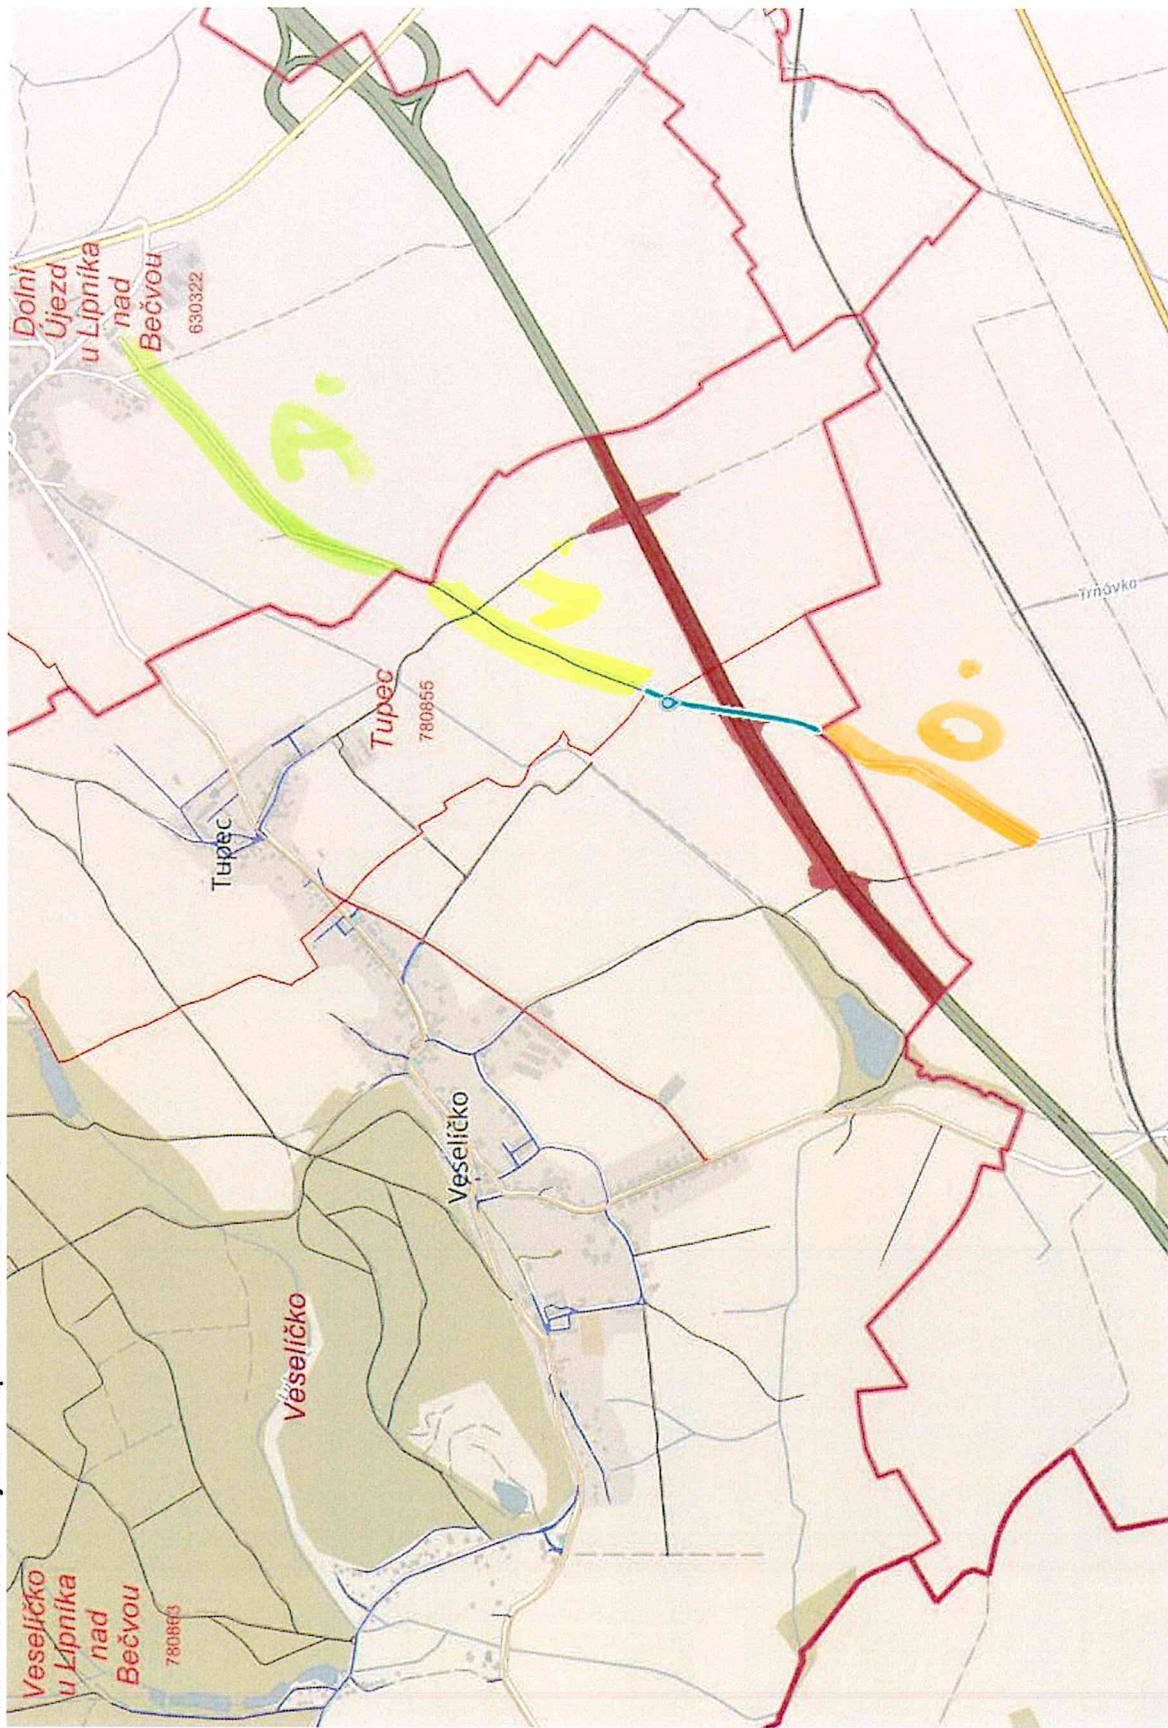 Dolní
Újezd
u Lipníka
nad
Bečvou
630322
D.
V.
Tupec
780855
Trnávka
O.
Tupec
Veselíčko
Veselíčko
Veselíčko
u Lipníka
nad
Bečvou
780863